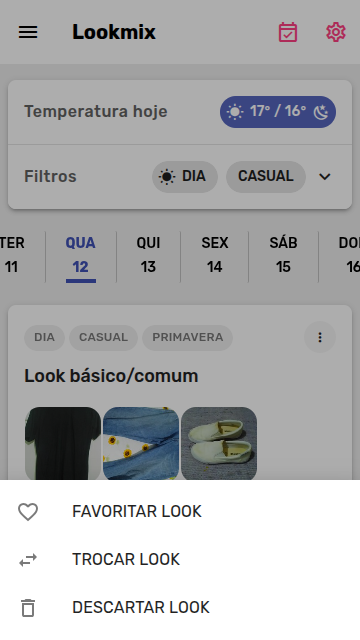 Lookmix
Temperatura hoje
17° / 16°
Filtros
DIA
CASUAL
TER QUA QUI SEX SÁB DO
11 12 13 14 15 16
DIA CASUAL PRIMAVERA
Look básico/comum
FAVORITAR LOOK
TROCAR LOOK
DESCARTAR LOOK